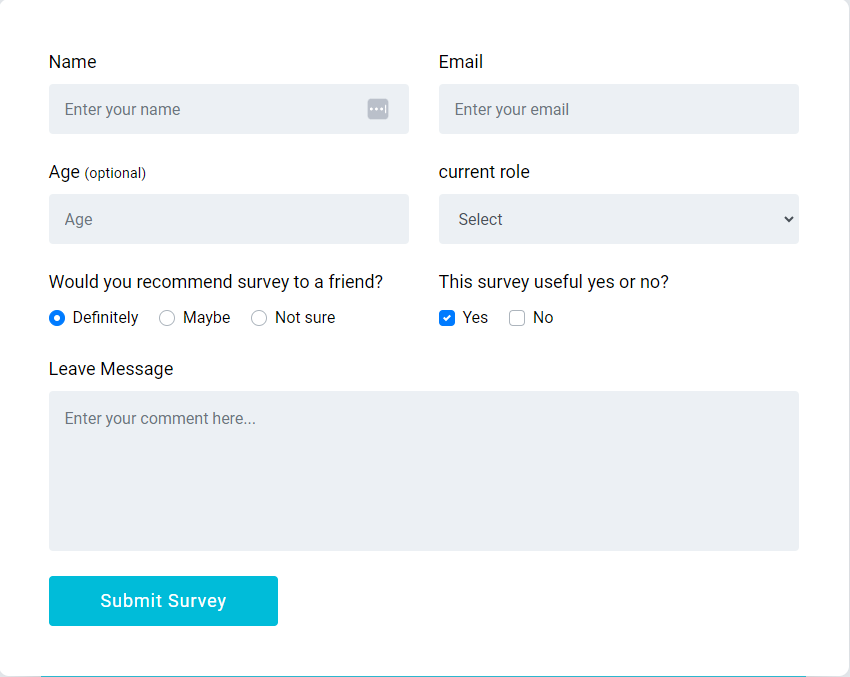 Name
Email
Enter your name
Enter your email
Age (optional)
current role
Age
Select
Would you recommend survey to a friend?
This survey useful yes or no?
Definitely Maybe Not sure
Yes No
Leave Message
Enter your comment here...
Submit Survey